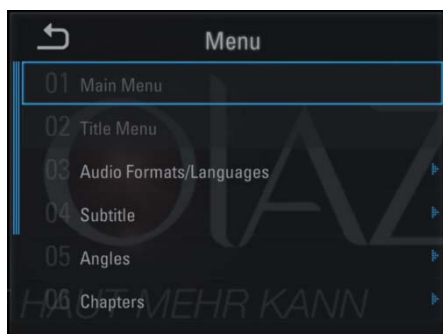 Menu
01 Main Menu
02 Title Menu
03 Audio Formats/Languages
04 Subtitle
05 Angles
06 Chapters
HAUT MEHR KANN